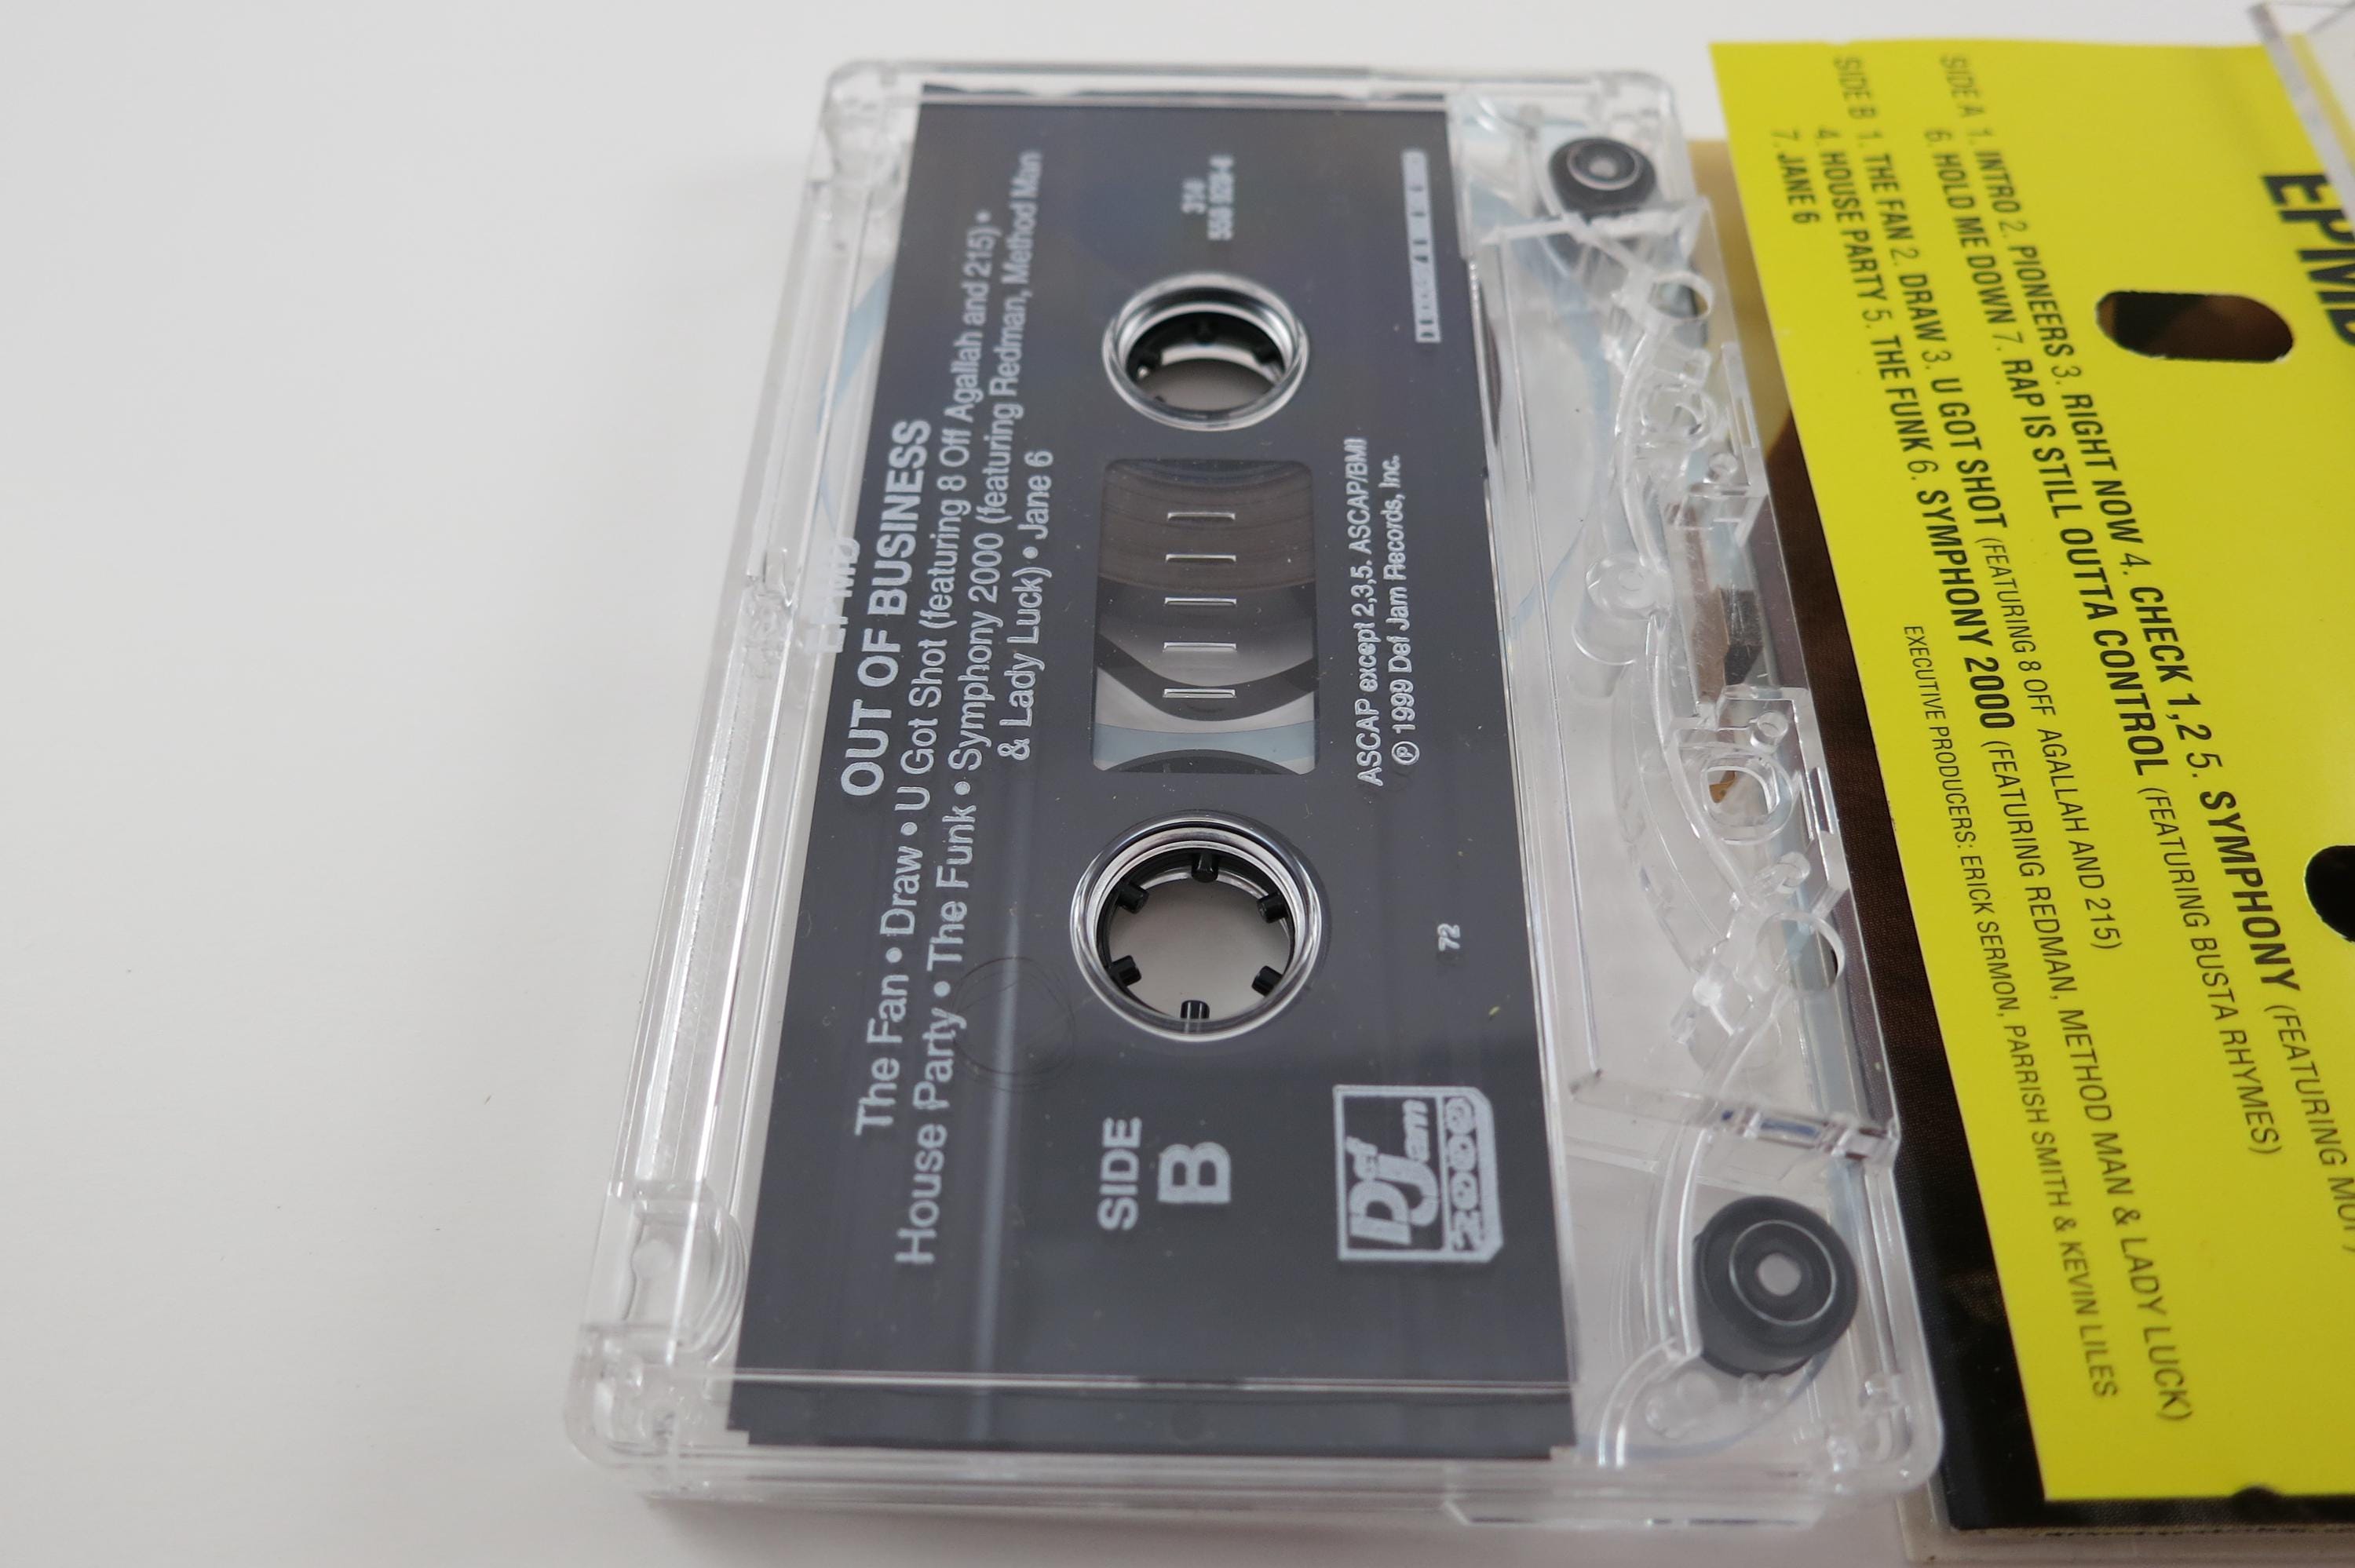 EPMD
OUT OF BUSINESS
The Fan • Draw • U Got Shot (featuring 8 Off Agallah and 215) •
House Party • The Funk • Symphony 2000 (featuring Redman, Method Man
& Lady Luck) • Jane 6
SIDE
B
314
558 928-4
ASCAP except 2,3,5. ASCAP/BMI
℗ 1999 Def Jam Records, Inc.
72
Def
Jam
2000
EPMD
SIDE A 1. INTRO 2. PIONEERS 3. RIGHT NOW 4. CHECK 1,2 5. SYMPHONY (FEATURING
6. HOLD ME DOWN 7. RAP IS STILL OUTTA CONTROL (FEATURING BUSTA RHYMES)
SIDE B 1. THE FAN 2. DRAW 3. U GOT SHOT (FEATURING 8 OFF AGALLAH AND 215)
4. HOUSE PARTY 5. THE FUNK 6. SYMPHONY 2000 (FEATURING REDMAN, METHOD MAN & LADY LUCK)
7. JANE 6
EXECUTIVE PRODUCERS: ERICK SERMON, PARRISH SMITH & KEVIN LILES